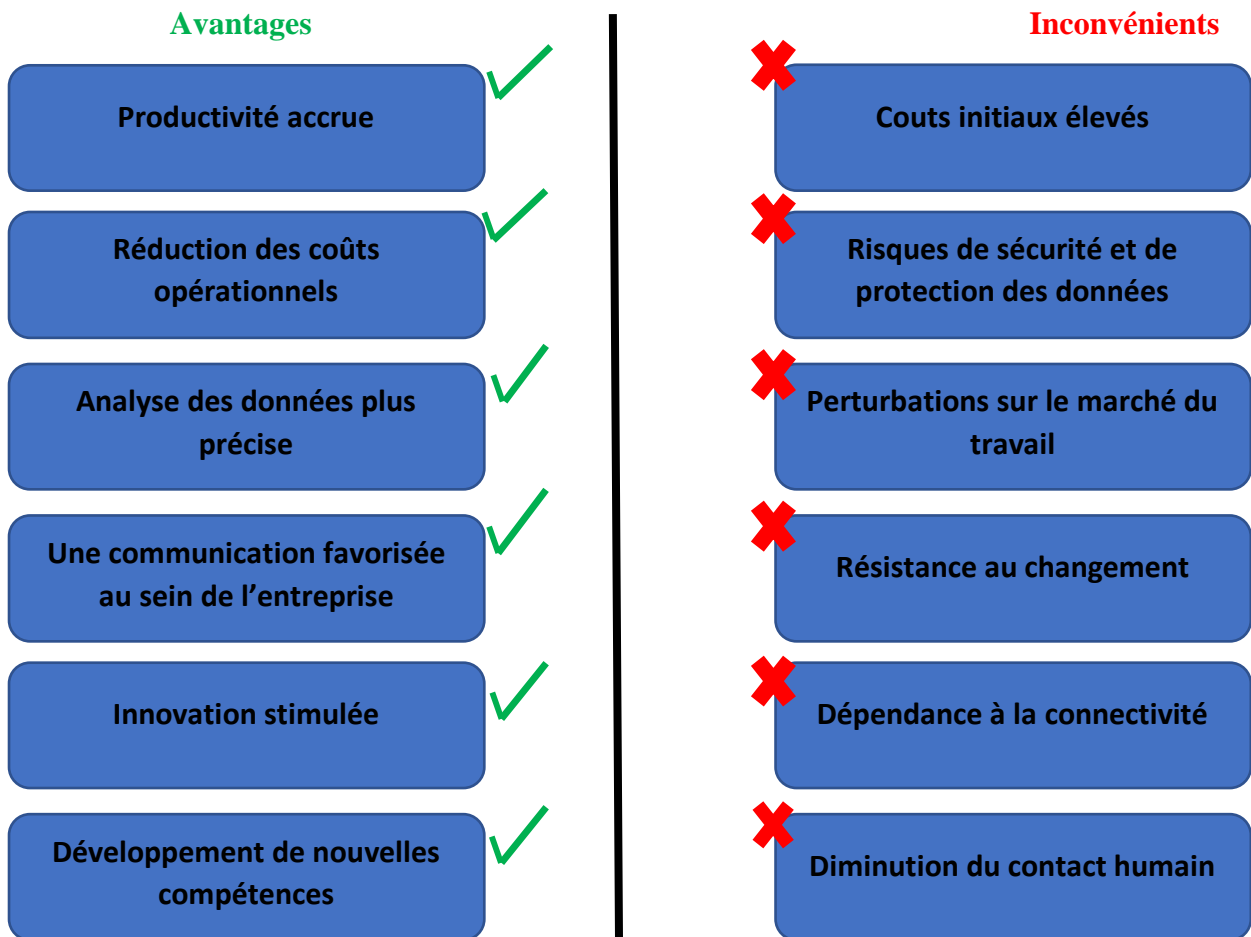 Avantages
Productivité accrue
Réduction des coûts
opérationnels
Analyse des données plus
précise
Une communication favorisée
au sein de l’entreprise
Innovation stimulée
Développement de nouvelles
compétences
Inconvénients
Couts initiaux élevés
Risques de sécurité et de
protection des données
Perturbations sur le marché du
travail
Résistance au changement
Dépendance à la connectivité
Diminution du contact humain